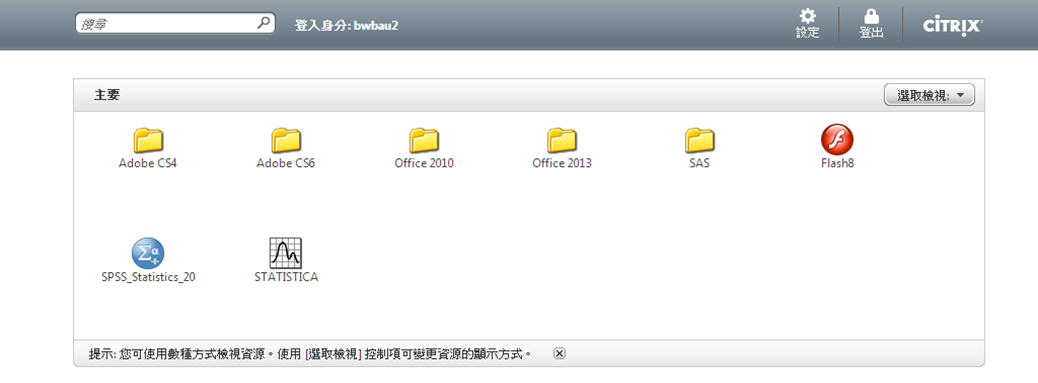 搜尋
登入身分: bwbau2
設定
登出
CITRIX
主要
選取檢視:
Adobe CS4
Adobe CS6
Office 2010
Office 2013
SAS
Flash8
SPSS_Statistics_20
STATISTICA
提示: 您可使用數種方式檢視資源。使用 [選取檢視] 控制項可變更資源的顯示方式。